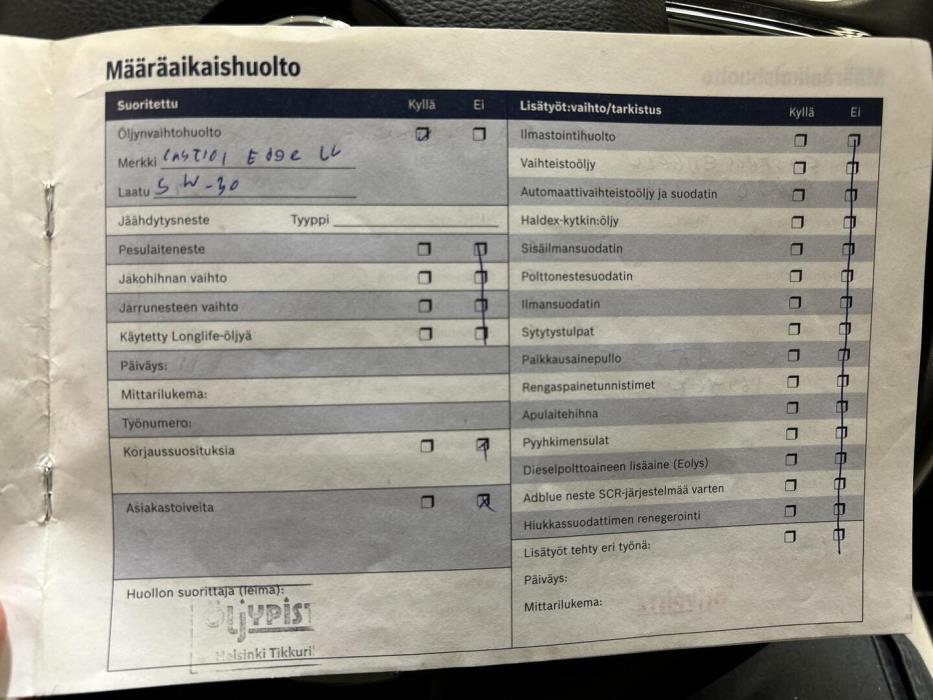 Määräaikaishuolto
Suoritettu Kyllä Ei
Öljynvaihtohuolto
Merkki CASTROL EDGE LL
Laatu 5W-30
Jäähdytysneste Tyyppi
Pesulaiteneste
Jakohihnan vaihto
Jarrunesteen vaihto
Käytetty Longlife-öljyä
Päiväys:
Mittarilukema:
Työnumero:
Korjaussuosituksia
Asiakastoiveita
Huollon suorittaja (leima):
ÖljYPIST
Helsinki Tikkuri
Lisätyöt:vaihto/tarkistus Kyllä Ei
Ilmastointihuolto
Vaihteistoöljy
Automaattivaihteistoöljy ja suodatin
Haldex-kytkin:öljy
Sisäilmansuodatin
Polttonestesuodatin
Ilmansuodatin
Sytytystulpat
Paikkausainepullo
Rengaspainetunnistimet
Apulaitehihna
Pyyhkimensulat
Dieselpolttoaineen lisäaine (Eolys)
Adblue neste SCR-järjestelmää varten
Hiukkassuodattimen renegerointi
Lisätyöt tehty eri työnä:
Päiväys:
Mittarilukema: